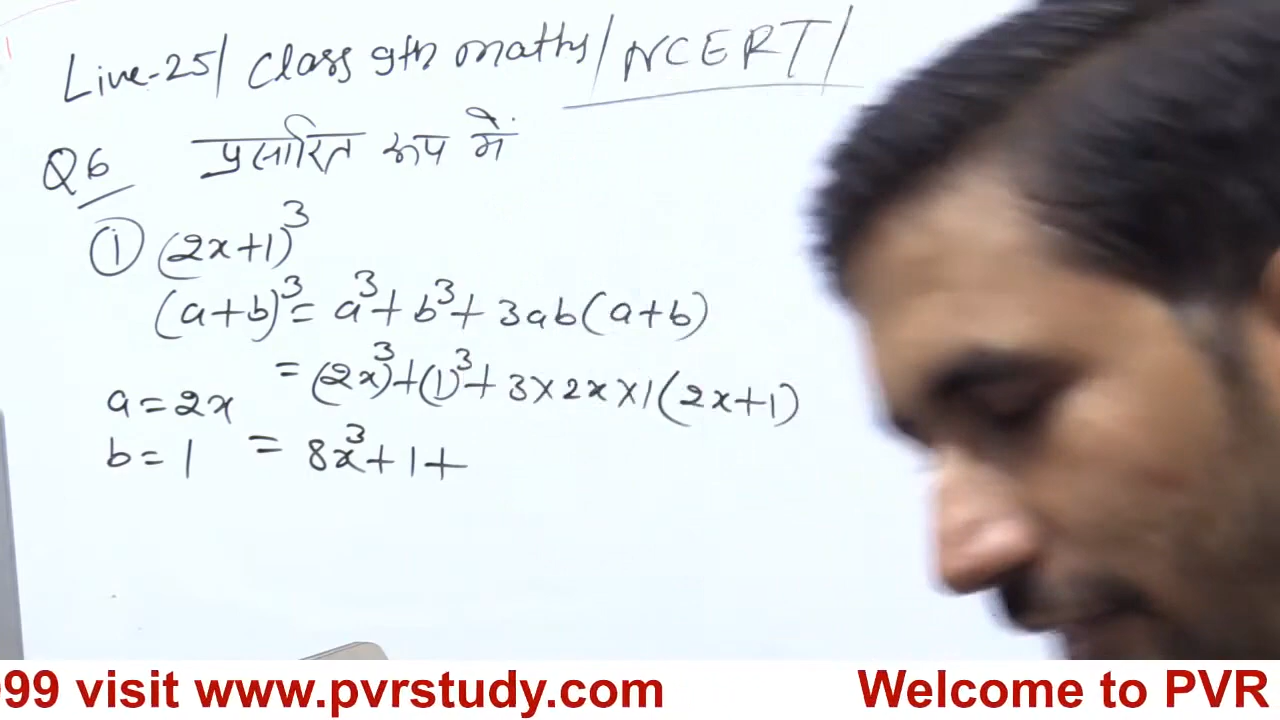 Live-25/ Class 9th maths/NCERT/
Q6 प्रसारित रूप में
① (2x+1)³
(a+b)³= a³+ b³+ 3ab(a+b)
= (2x)³+(1)³+ 3×2x×1(2x+1)
a=2x
b= 1 = 8x³+1+
99 visit www.pvrstudy.com Welcome to PVR